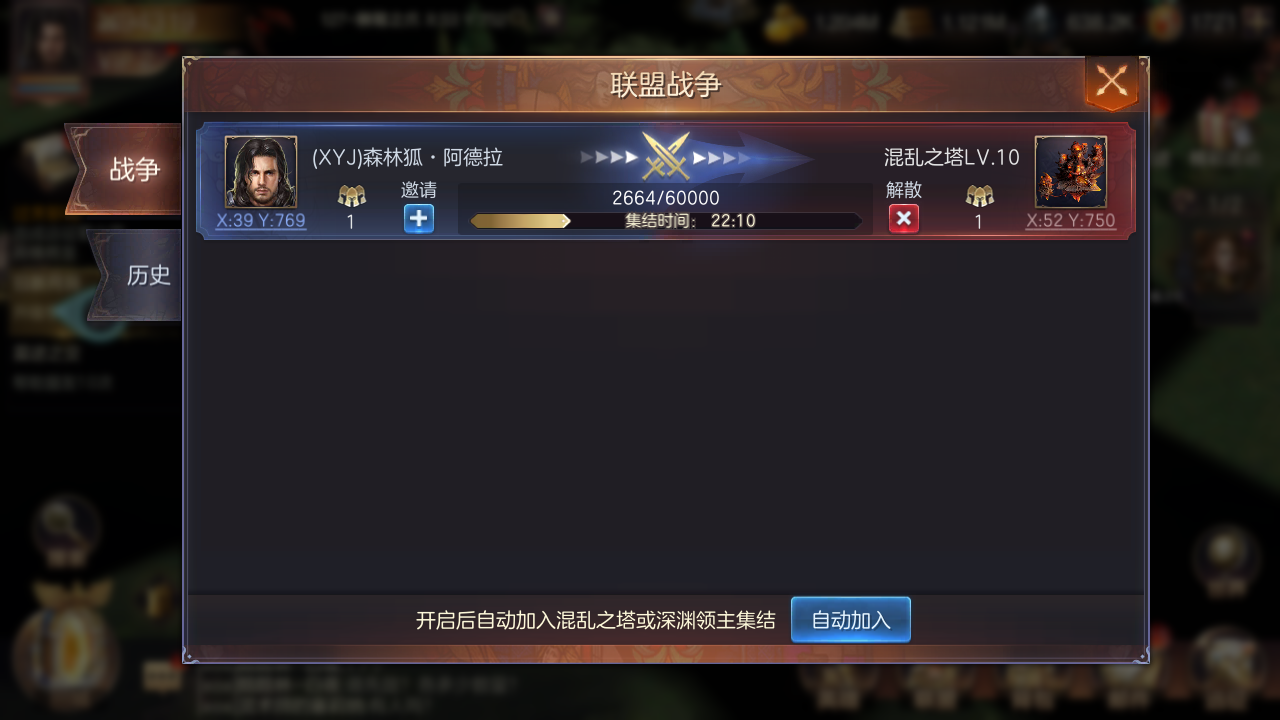 联盟战争
战争
历史
(XYJ)森林狐·阿德拉
混乱之塔LV.10
邀请
解散
2664/60000
X:39 Y:769
1
集结时间: 22:10
1
X:52 Y:750
开启后自动加入混乱之塔或深渊领主集结
自动加入